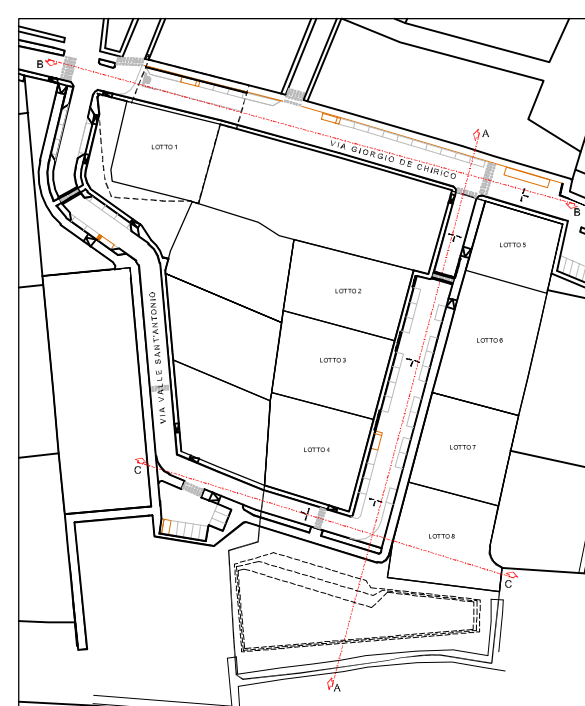 B
A
VIA GIORGIO DE CHIRICO
LOTTO 1
B
LOTTO 5
LOTTO 2
VIA VALLE SANT'ANTONIO
LOTTO 6
LOTTO 3
LOTTO 4
LOTTO 7
C
LOTTO 8
C
A